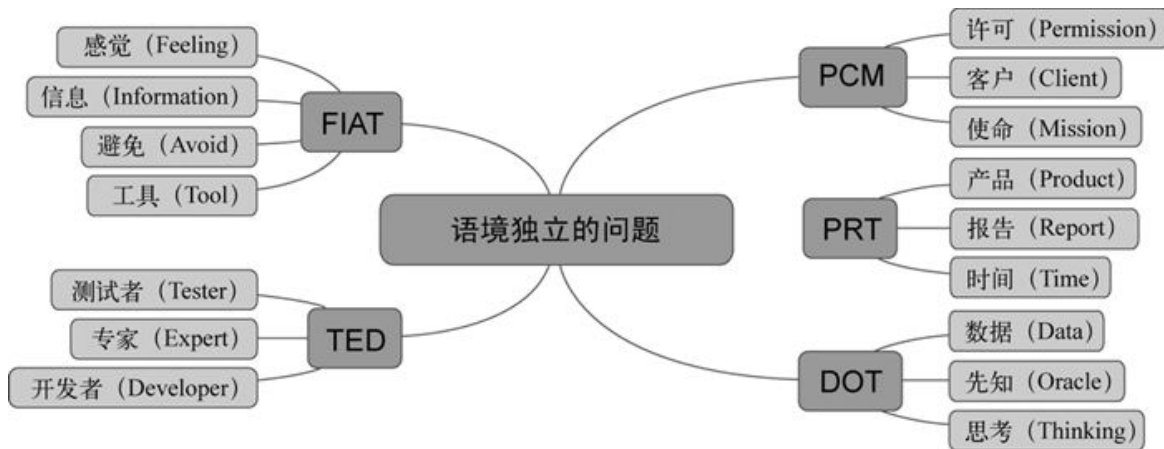 语境独立的问题
FIAT
感觉（Feeling）
信息（Information）
避免（Avoid）
工具（Tool）
TED
测试者（Tester）
专家（Expert）
开发者（Developer）
PCM
许可（Permission）
客户（Client）
使命（Mission）
PRT
产品（Product）
报告（Report）
时间（Time）
DOT
数据（Data）
先知（Oracle）
思考（Thinking）